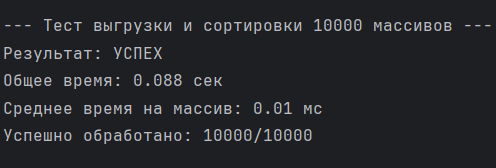 --- Тест выгрузки и сортировки 10000 массивов ---
Результат: УСПЕХ
Общее время: 0.088 сек
Среднее время на массив: 0.01 мс
Успешно обработано: 10000/10000